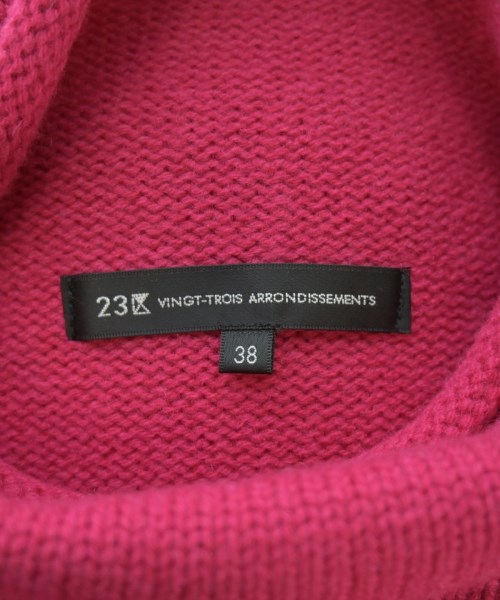 23区 VINGT-TROIS ARRONDISSEMENTS
38